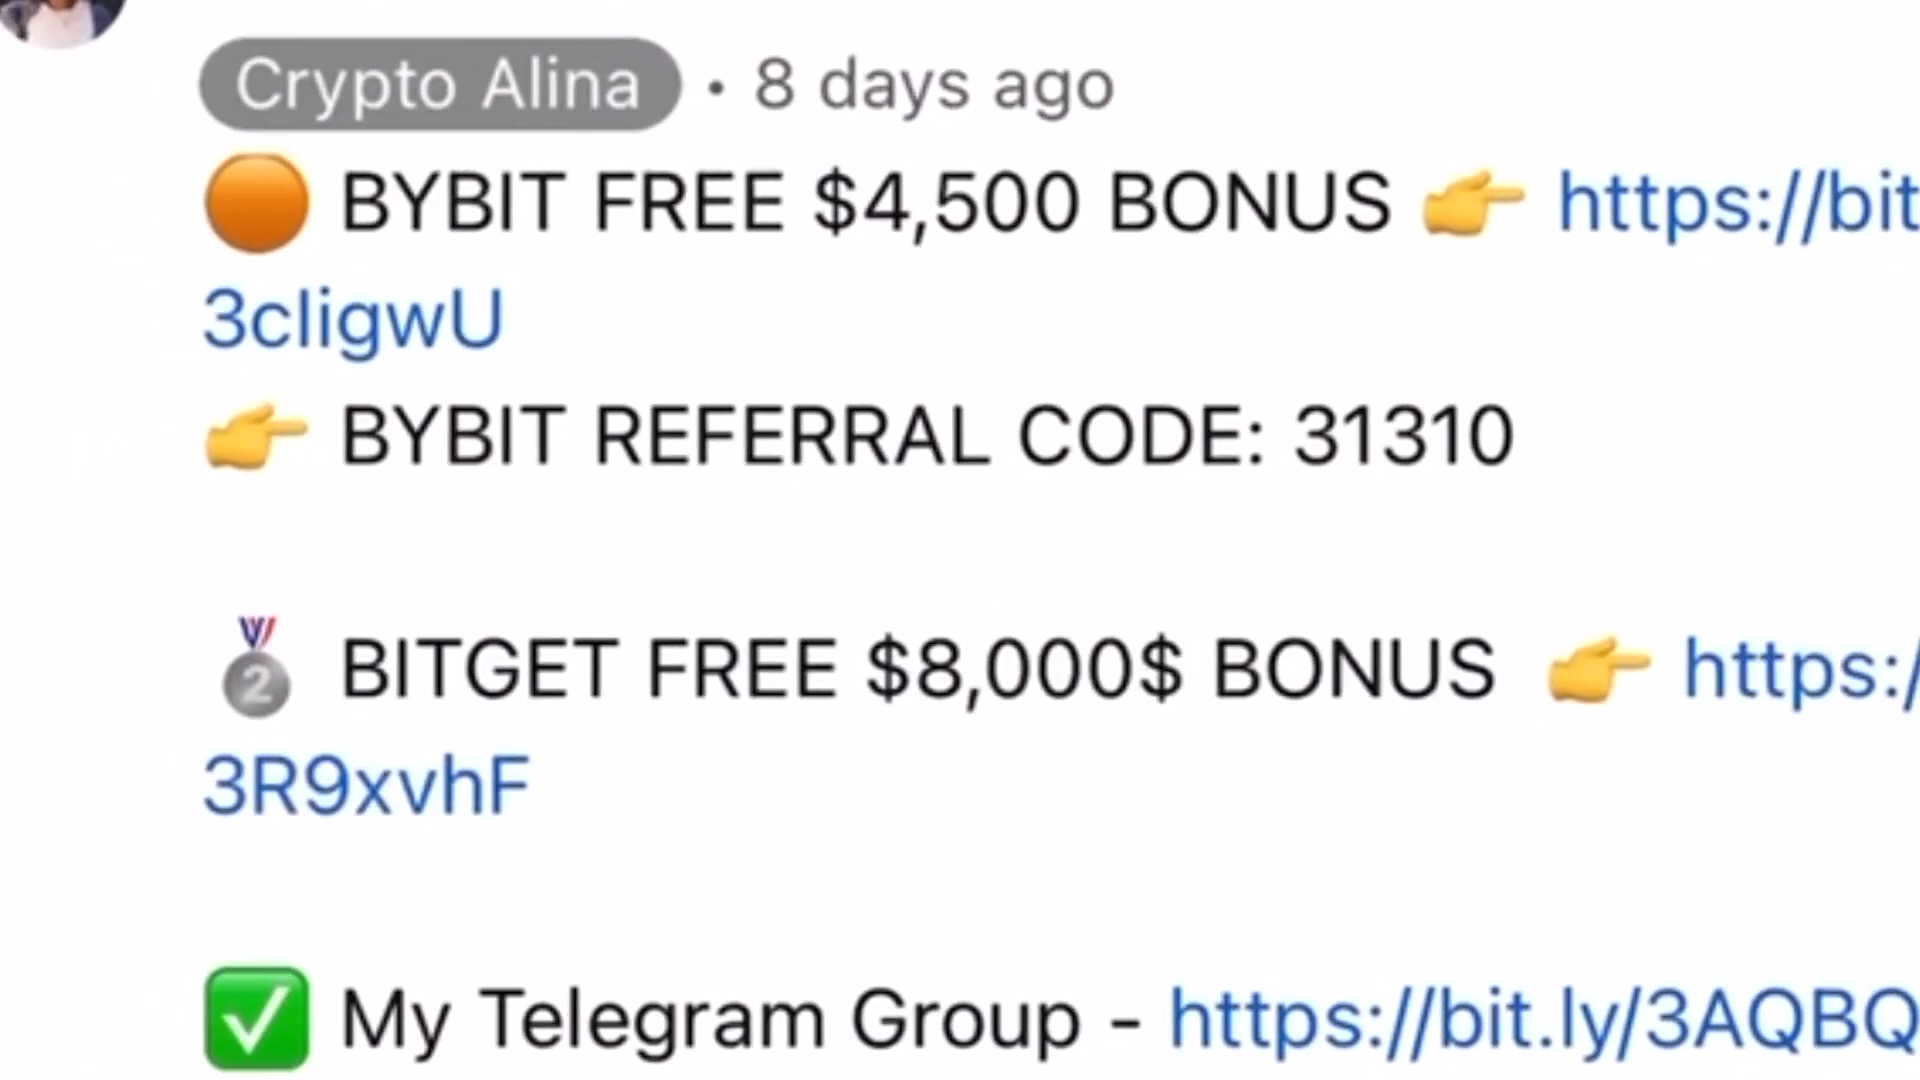 Crypto Alina · 8 days ago
🟠 BYBIT FREE $4,500 BONUS 👉 https://bit
3cIigwU
👉 BYBIT REFERRAL CODE: 31310
🥈 BITGET FREE $8,000$ BONUS 👉 https:/
3R9xvhF
✅ My Telegram Group - https://bit.ly/3AQBQ